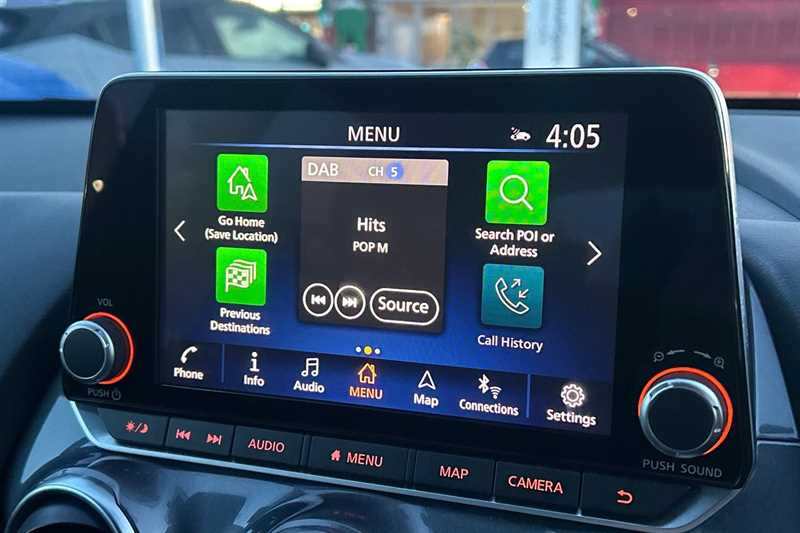 MENU
4:05
DAB CH 5
Go Home
(Save Location)
Hits
POP M
Search POI or
Address
Previous
Destinations
Source
Call History
Phone
Info
Audio
MENU
Map
Connections
Settings
VOL
PUSH
PUSH SOUND
AUDIO
MENU
MAP
CAMERA